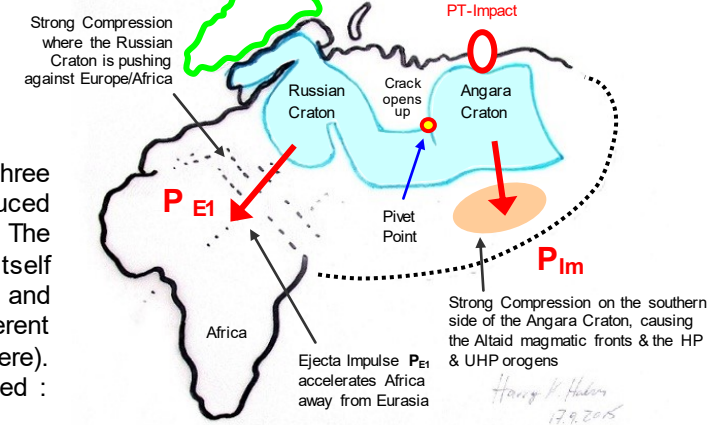 PT-Impact
Strong Compression
where the Russian
Craton is pushing
against Europe/Africa
Russian
Craton
Crack
opens
up
Angara
Craton
hree
uced
The
tself
and
erent
ere).
ed :
P E1
Pivet
Point
PIm
Africa
Ejecta Impulse PE1
accelerates Africa
away from Eurasia
Strong Compression on the southern
side of the Angara Craton, causing
the Altaid magmatic fronts & the HP
& UHP orogens
Harry K. Hahn
17.9.2015